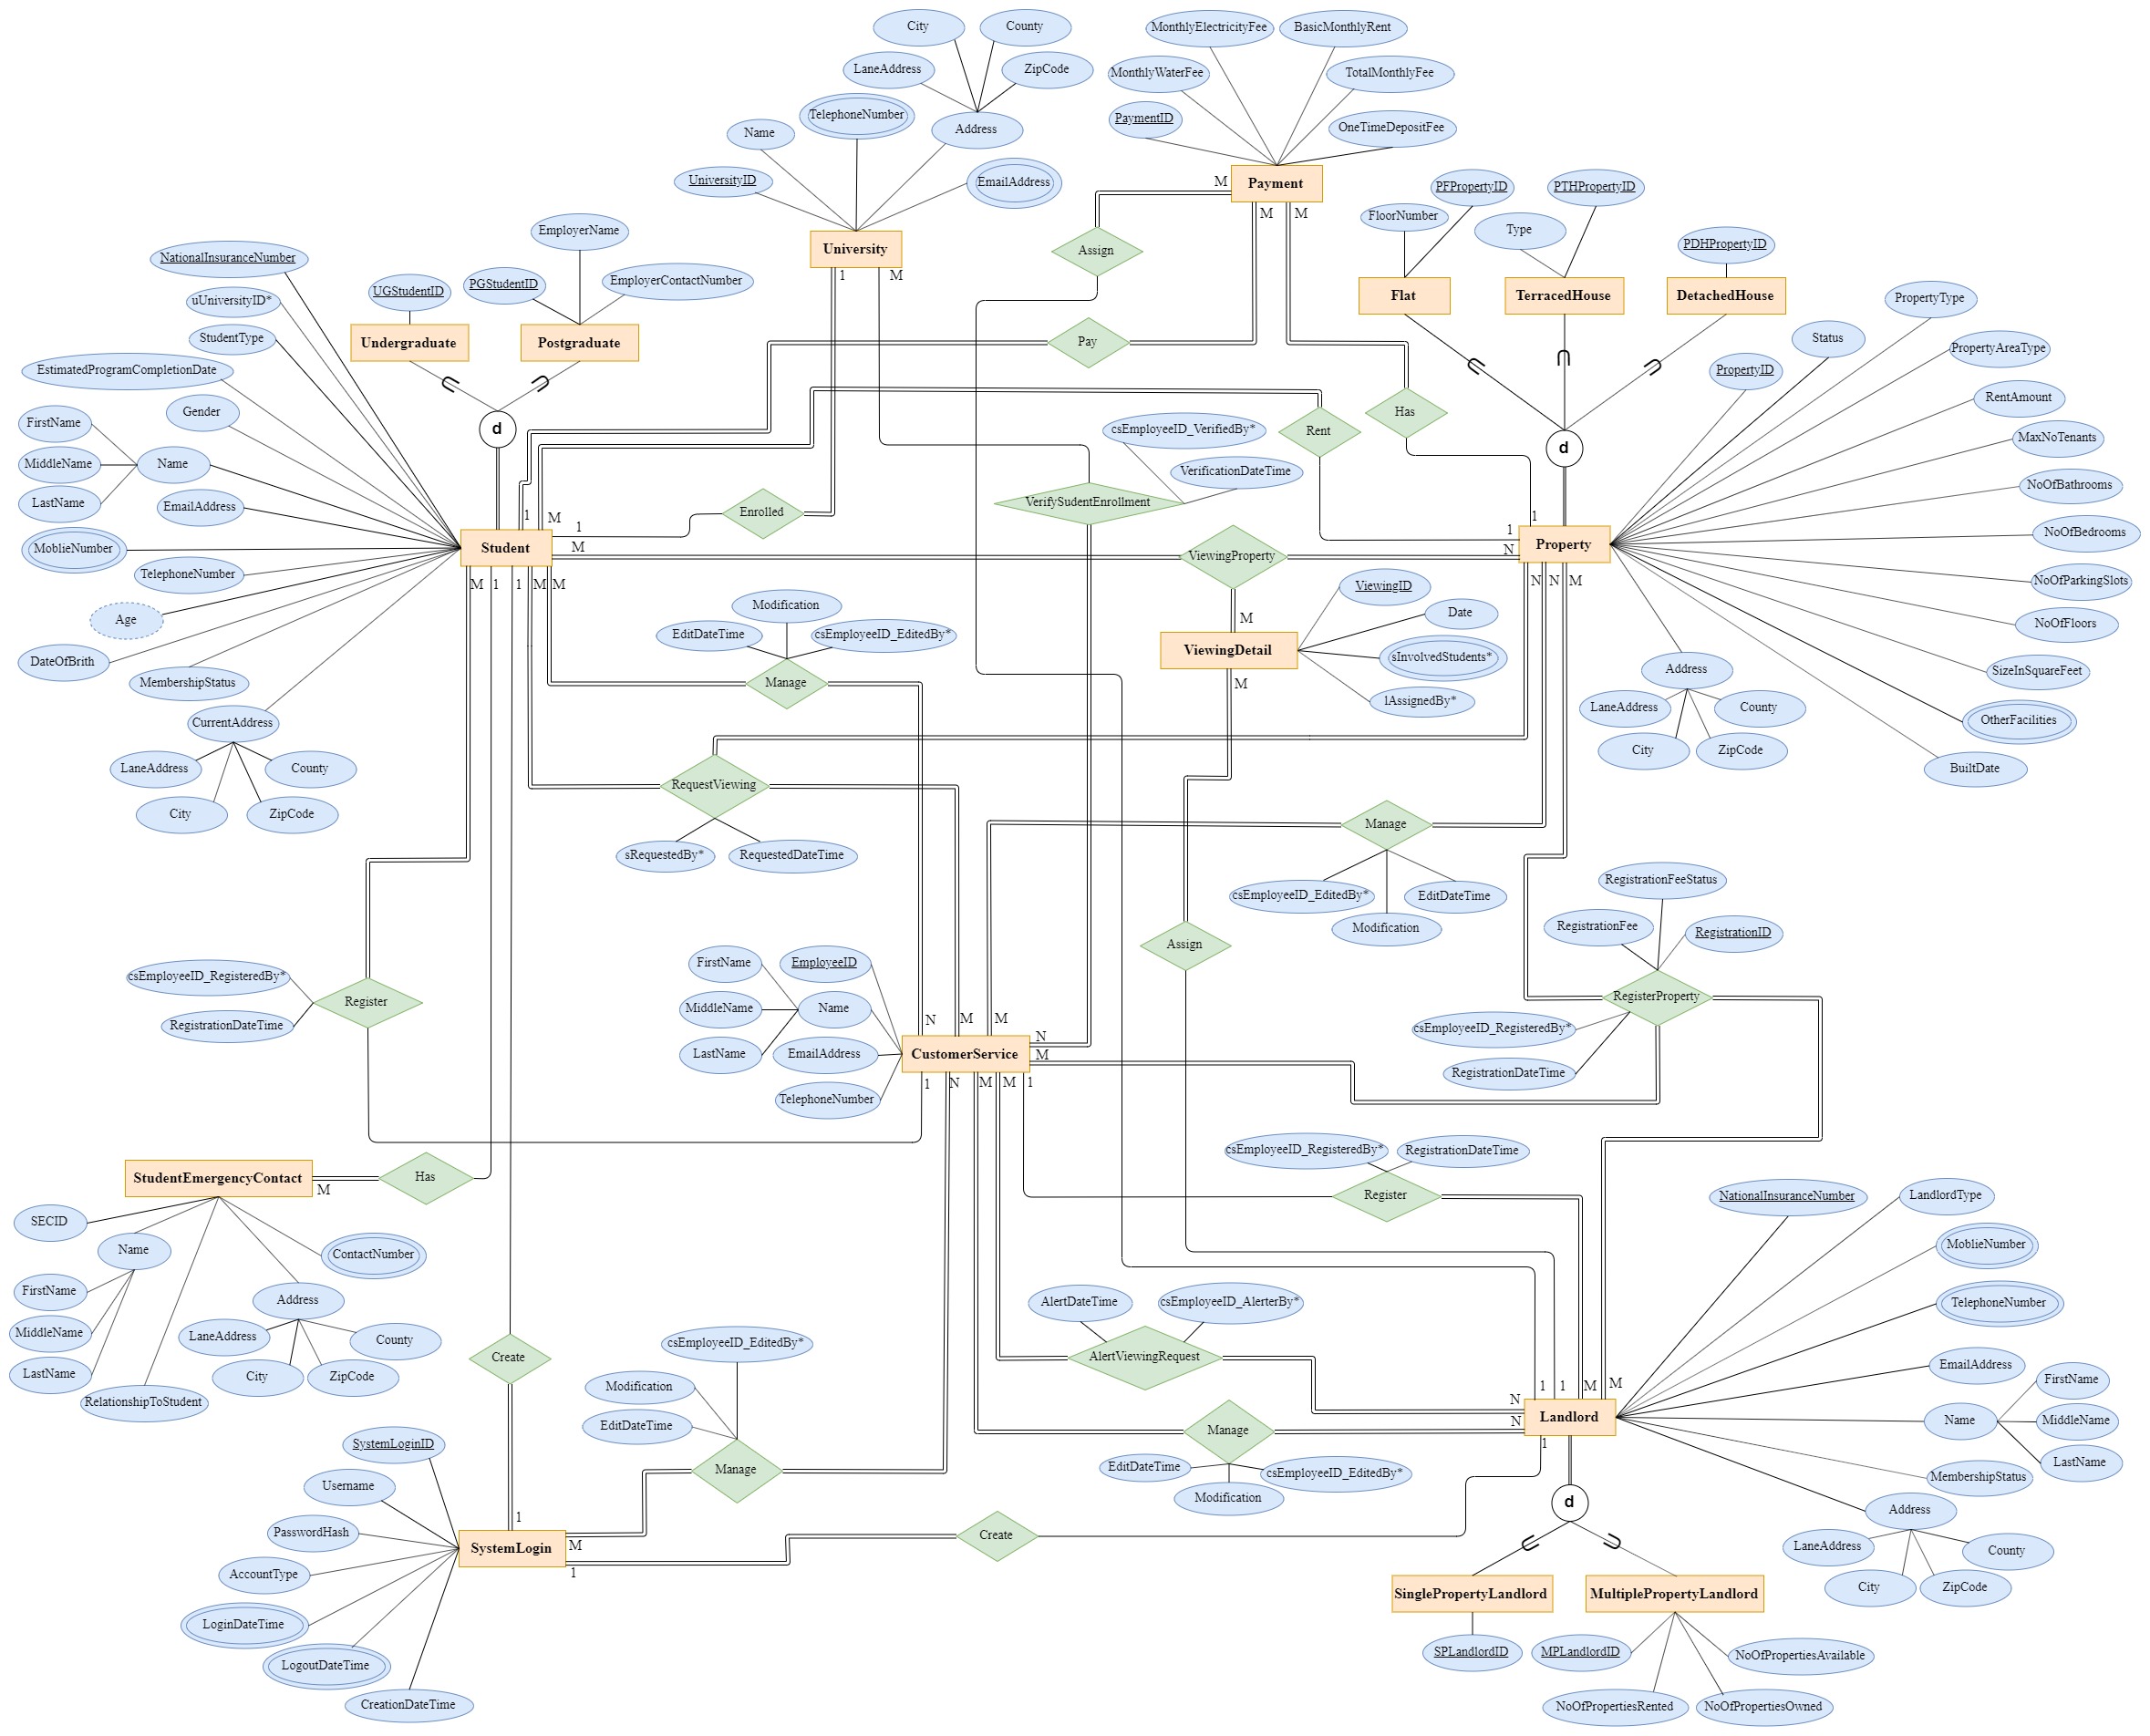 City
County
LaneAddress
ZipCode
TelephoneNumber
Name
Address
UniversityID
EmailAddress
University
1
M
MonthlyElectricityFee
BasicMonthlyRent
MonthlyWaterFee
TotalMonthlyFee
PaymentID
OneTimeDepositFee
M
Payment
M
M
Assign
Pay
Has
Rent
PFPropertyID
FloorNumber
Flat
PTHPropertyID
Type
TerracedHouse
PDHPropertyID
DetachedHouse
d
NationalInsuranceNumber
uUniversityID*
StudentType
EstimatedProgramCompletionDate
Gender
FirstName
MiddleName
Name
LastName
EmailAddress
MoblieNumber
TelephoneNumber
Age
DateOfBrith
MembershipStatus
CurrentAddress
LaneAddress
County
City
ZipCode
UGStudentID
Undergraduate
EmployerName
PGStudentID
EmployerContactNumber
Postgraduate
d
1
M
1
Student
M
M
1
1
M
M
Enrolled
csEmployeeID_VerifiedBy*
VerificationDateTime
VerifySudentEnrollment
ViewingProperty
M
PropertyType
Status
PropertyAreaType
PropertyID
RentAmount
MaxNoTenants
NoOfBathrooms
NoOfBedrooms
NoOfParkingSlots
NoOfFloors
SizeInSquareFeet
OtherFacilities
BuiltDate
Address
LaneAddress
County
City
ZipCode
1
1
N
Property
N
N
M
ViewingID
Date
ViewingDetail
sInvolvedStudents*
lAssignedBy*
M
Modification
EditDateTime
csEmployeeID_EditedBy*
Manage
RequestViewing
sRequestedBy*
RequestedDateTime
Manage
csEmployeeID_EditedBy*
EditDateTime
Modification
Assign
RegistrationFeeStatus
RegistrationFee
RegistrationID
RegisterProperty
csEmployeeID_RegisteredBy*
RegistrationDateTime
csEmployeeID_RegisteredBy*
Register
RegistrationDateTime
FirstName
EmployeeID
MiddleName
Name
LastName
EmailAddress
TelephoneNumber
N
M
M
N
CustomerService
M
1
N
M
M
1
StudentEmergencyContact
M
Has
SECID
Name
ContactNumber
FirstName
Address
MiddleName
LaneAddress
County
LastName
City
ZipCode
RelationshipToStudent
csEmployeeID_RegisteredBy*
RegistrationDateTime
Register
AlertDateTime
csEmployeeID_AlerterBy*
AlertViewingRequest
Manage
EditDateTime
csEmployeeID_EditedBy*
Modification
Create
csEmployeeID_EditedBy*
Modification
EditDateTime
Manage
SystemLoginID
Username
PasswordHash
AccountType
LoginDateTime
LogoutDateTime
CreationDateTime
1
SystemLogin
M
1
Create
NationalInsuranceNumber
LandlordType
MoblieNumber
TelephoneNumber
EmailAddress
FirstName
Name
MiddleName
LastName
MembershipStatus
Address
LaneAddress
County
City
ZipCode
1
1
M
M
N
Landlord
N
1
d
SinglePropertyLandlord
MultiplePropertyLandlord
SPLandlordID
MPLandlordID
NoOfPropertiesAvailable
NoOfPropertiesRented
NoOfPropertiesOwned